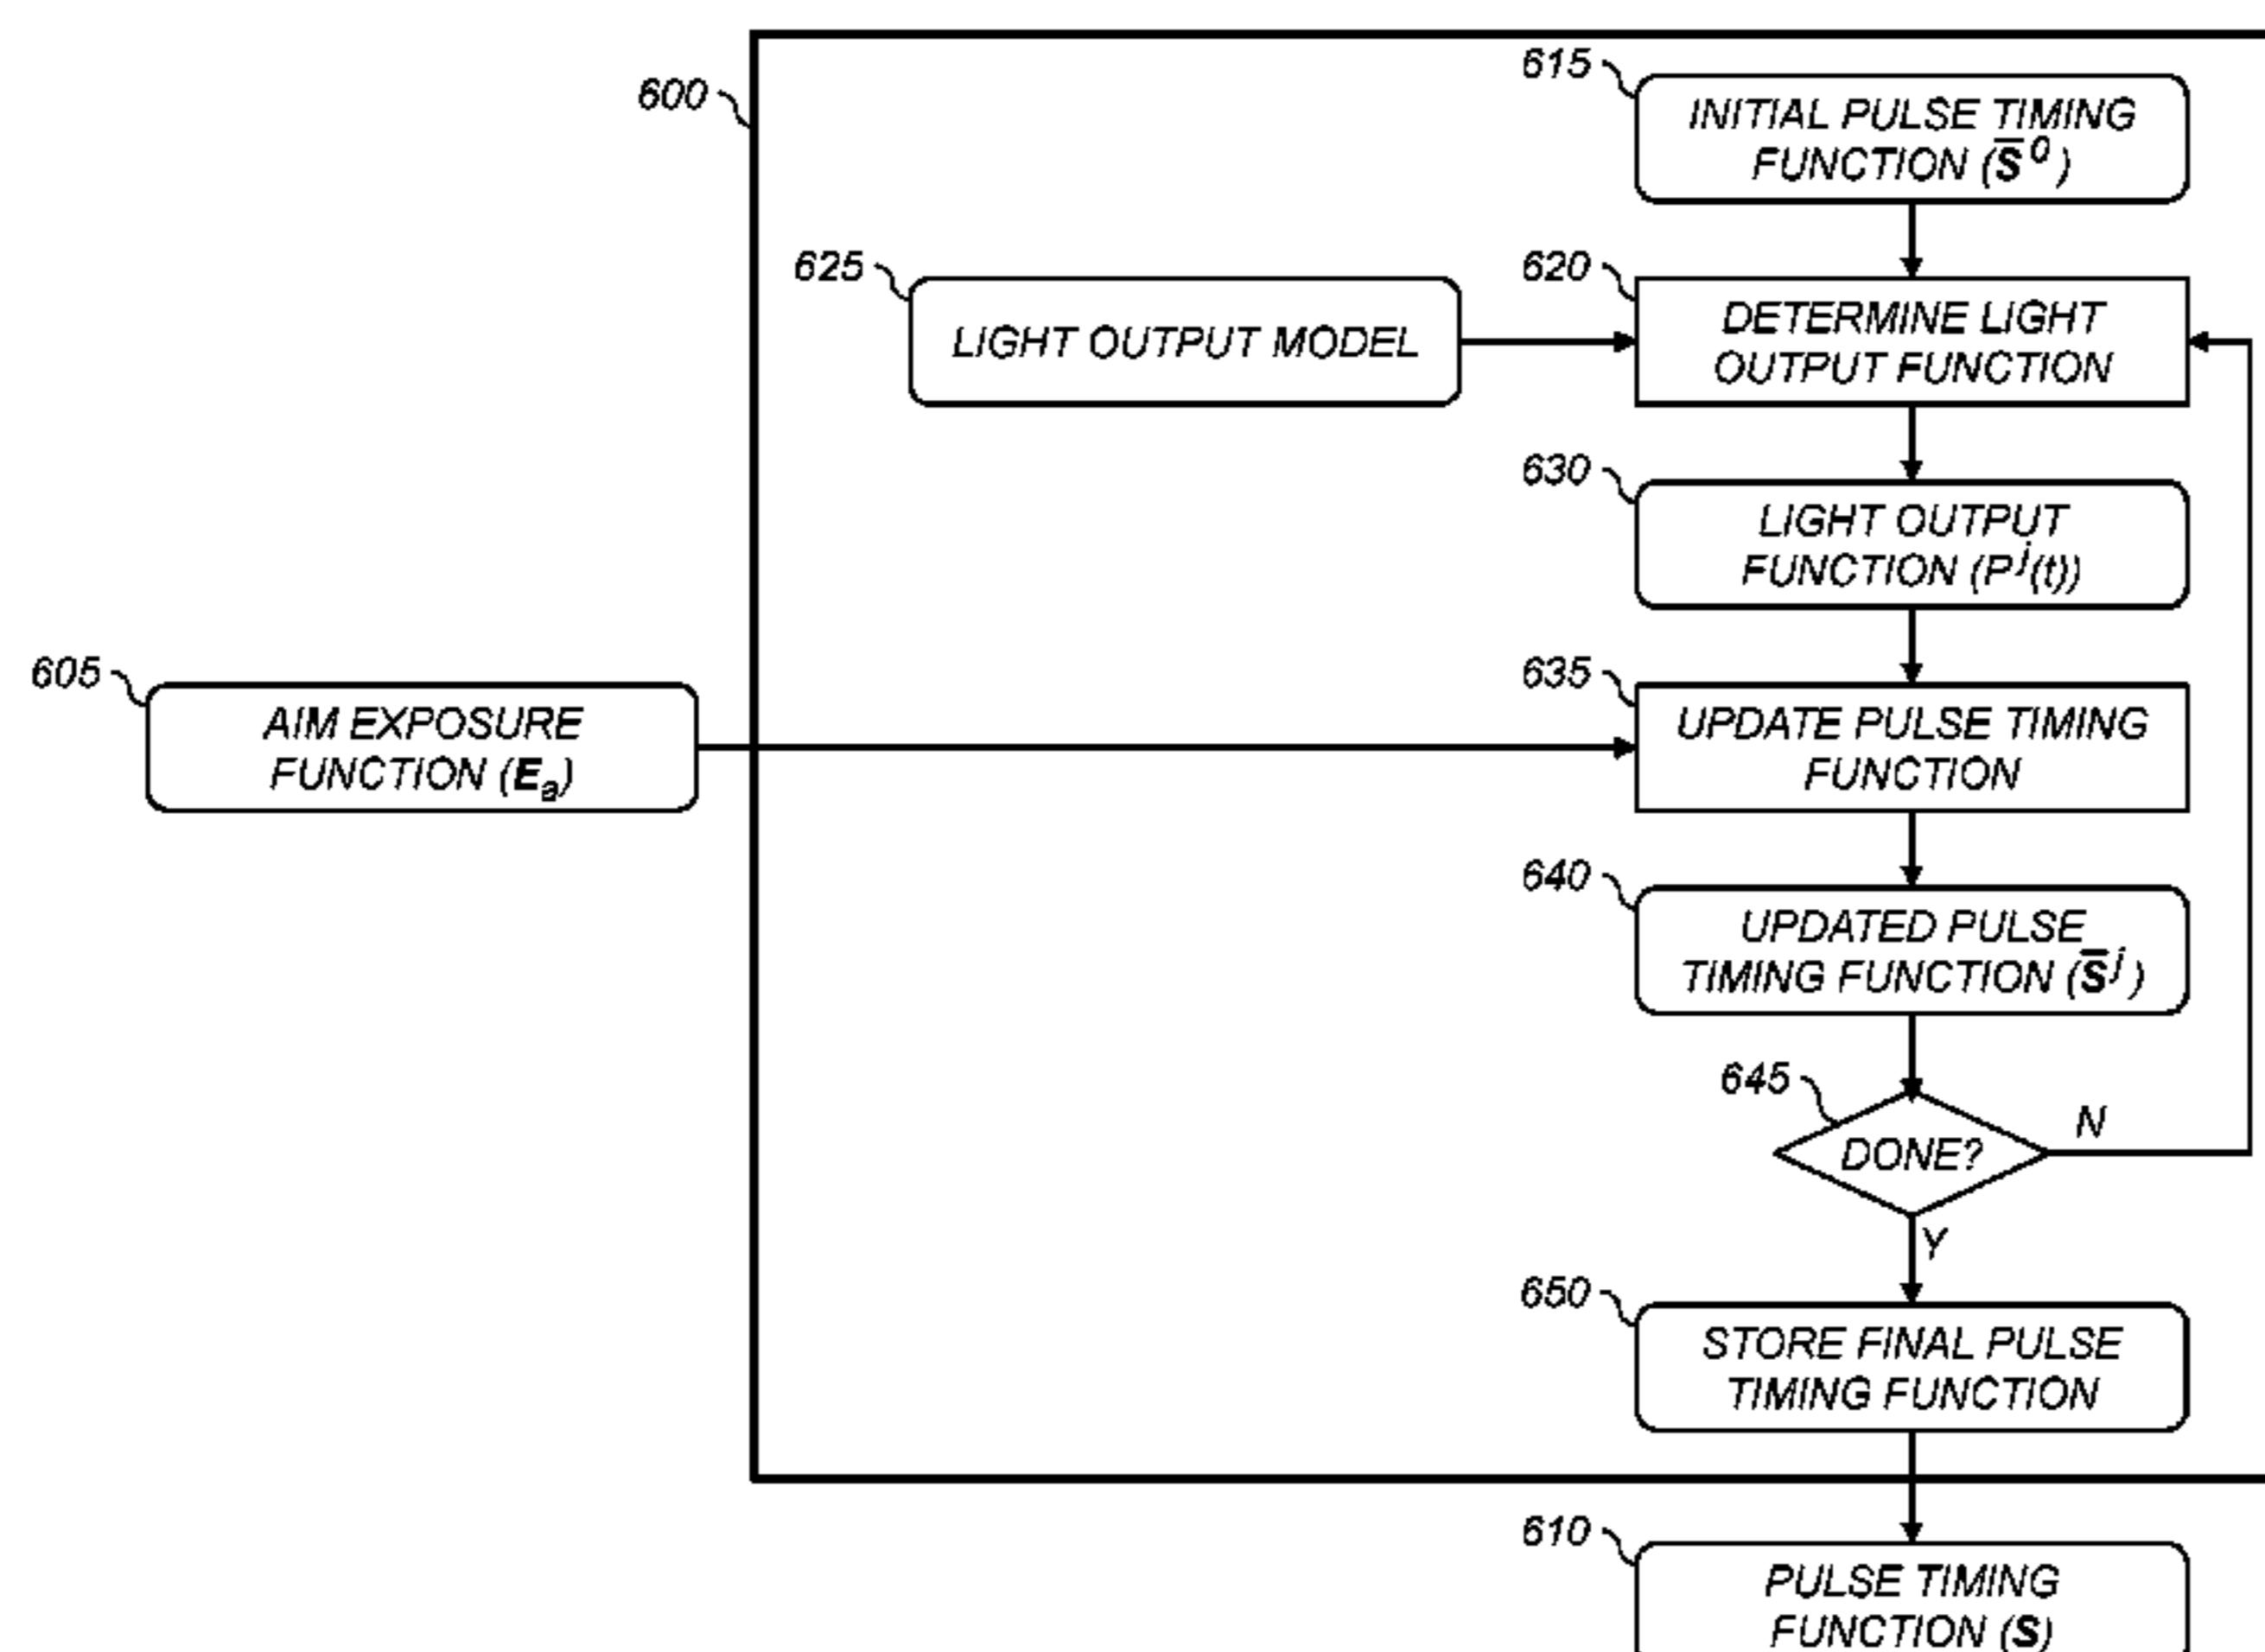 615
INITIAL PULSE TIMING
FUNCTION (S̅⁰)
600
625
LIGHT OUTPUT MODEL
620
DETERMINE LIGHT
OUTPUT FUNCTION
630
LIGHT OUTPUT
FUNCTION (Pʲ(t))
605
AIM EXPOSURE
FUNCTION (Eₐ)
635
UPDATE PULSE TIMING
FUNCTION
640
UPDATED PULSE
TIMING FUNCTION (S̅ʲ)
645
DONE?
N
Y
650
STORE FINAL PULSE
TIMING FUNCTION
610
PULSE TIMING
FUNCTION (S)